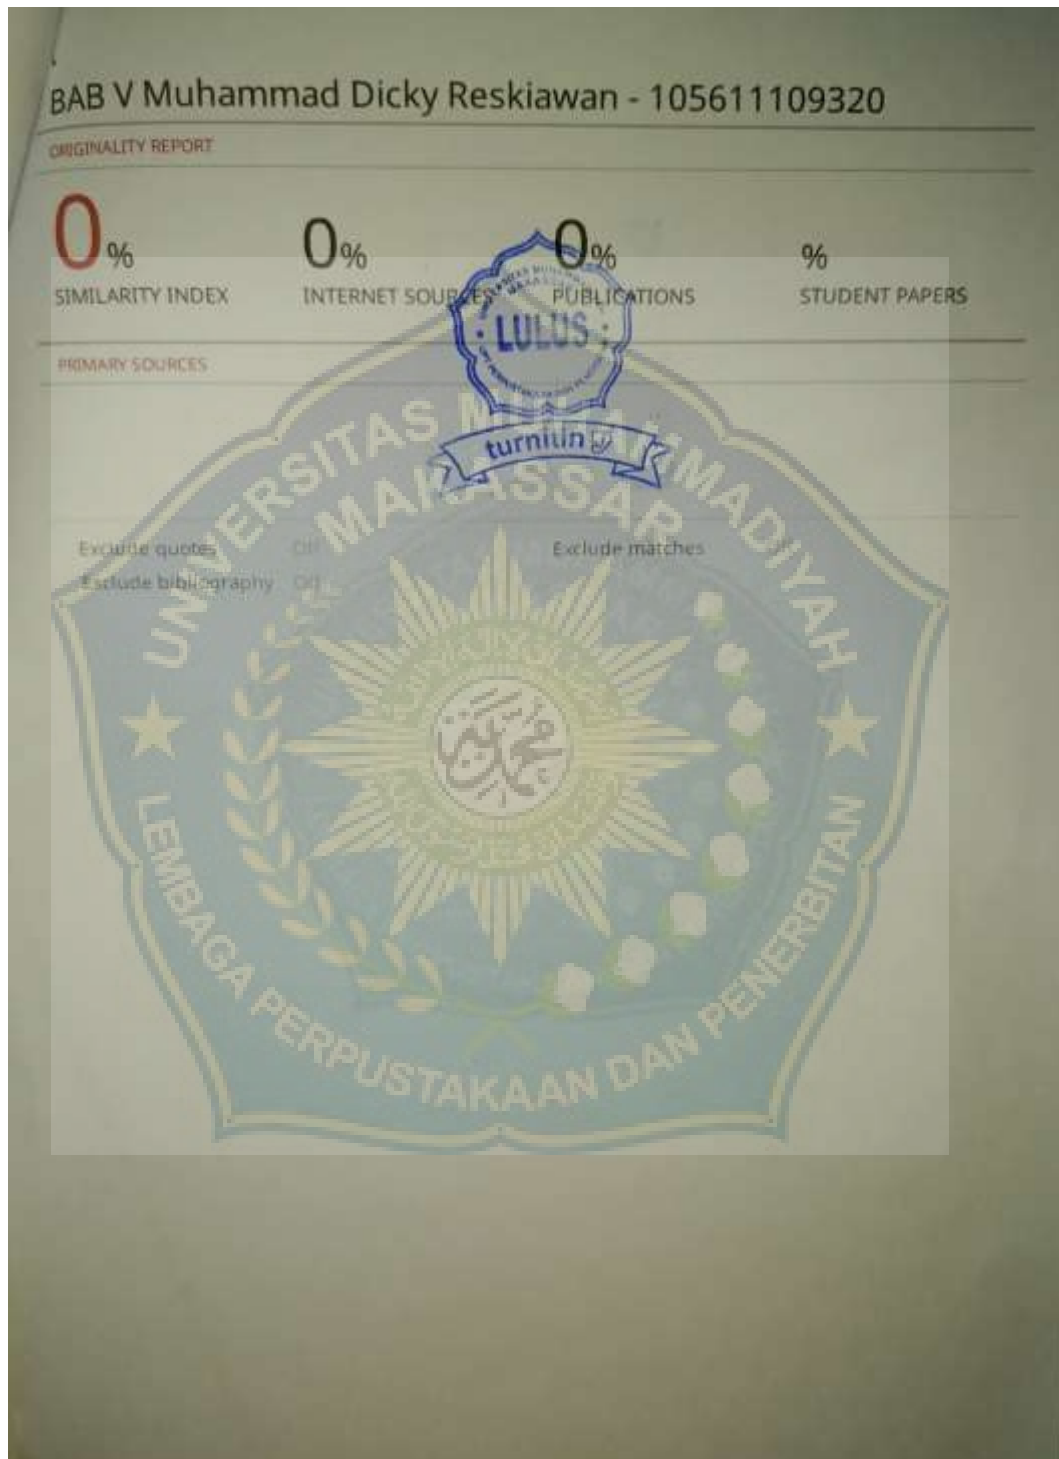 BAB V Muhammad Dicky Reskiawan - 105611109320
ORIGINALITY REPORT
0% 0% 0% %
SIMILARITY INDEX INTERNET SOURCES PUBLICATIONS STUDENT PAPERS
LULUS
turnitin
PRIMARY SOURCES
Exclude quotes Off Exclude matches
Exclude bibliography Off
UNIVERSITAS MUHAMMADIYAH
MAKASSAR
محمدية
LEMBAGA PERPUSTAKAAN DAN PENERBITAN